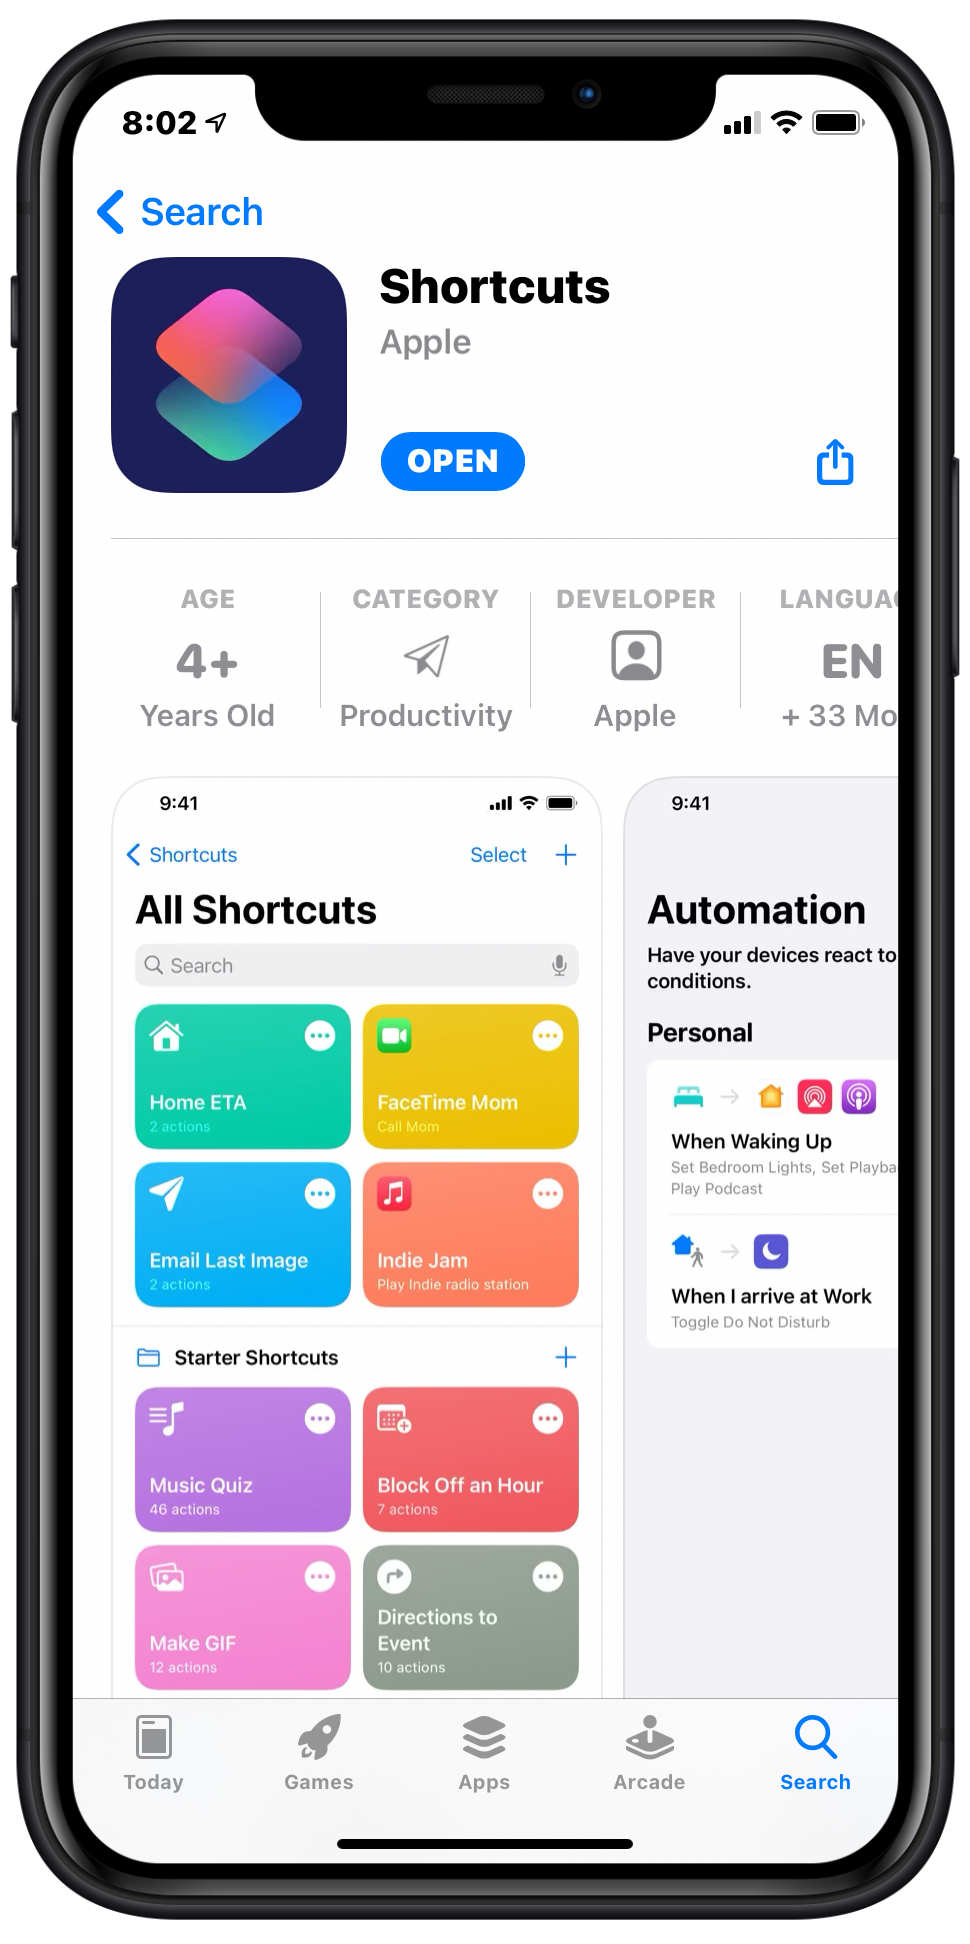 8:02
Search
Shortcuts
Apple
OPEN
AGE
CATEGORY
DEVELOPER
LANGUAG
4+
EN
Years Old
Productivity
Apple
+ 33 Mo
9:41
Shortcuts
Select
All Shortcuts
Search
Home ETA
2 actions
FaceTime Mom
Call Mom
Email Last Image
2 actions
Indie Jam
Play Indie radio station
Starter Shortcuts
Music Quiz
46 actions
Block Off an Hour
7 actions
Make GIF
12 actions
Directions to
Event
10 actions
9:41
Automation
Have your devices react to
conditions.
Personal
When Waking Up
Set Bedroom Lights, Set Playba
Play Podcast
When I arrive at Work
Toggle Do Not Disturb
Today
Games
Apps
Arcade
Search